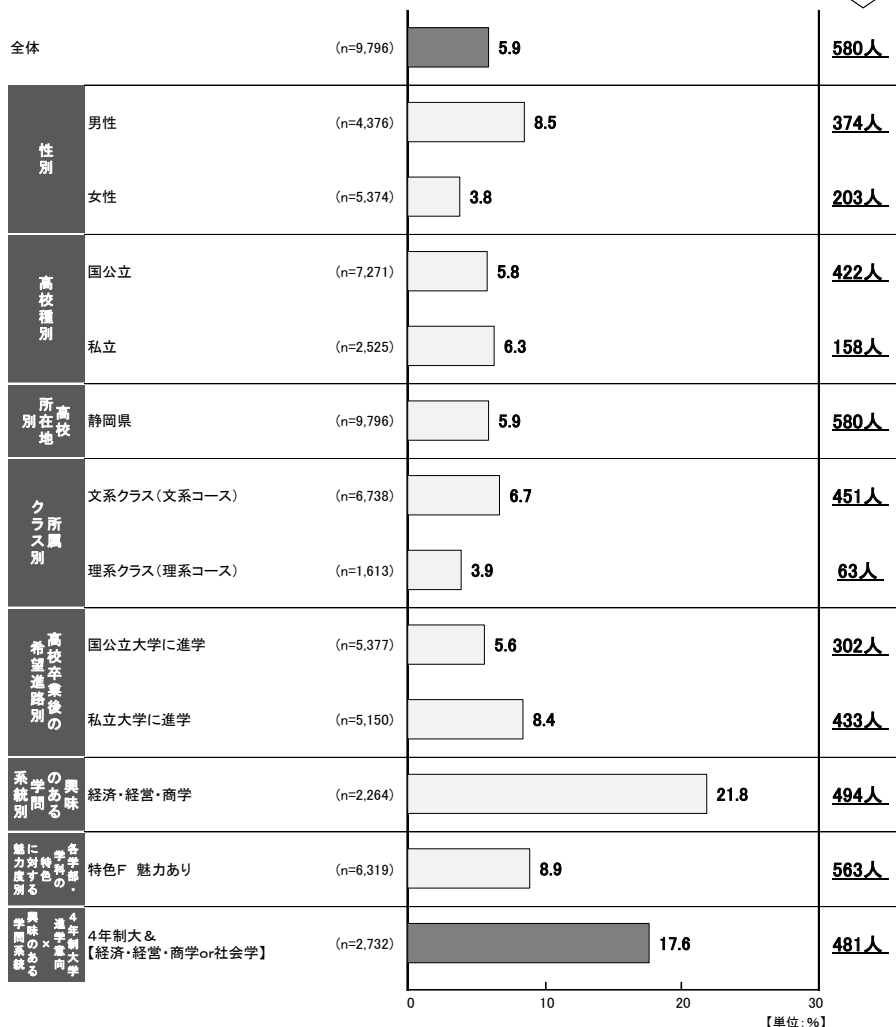 全体 (n=9,796) 5.9 580人
性別
男性 (n=4,376) 8.5 374人
女性 (n=5,374) 3.8 203人
高校種別
国公立 (n=7,271) 5.8 422人
私立 (n=2,525) 6.3 158人
高校所在地別
静岡県 (n=9,796) 5.9 580人
所属クラス別
文系クラス(文系コース) (n=6,738) 6.7 451人
理系クラス(理系コース) (n=1,613) 3.9 63人
高校卒業後の希望進路別
国公立大学に進学 (n=5,377) 5.6 302人
私立大学に進学 (n=5,150) 8.4 433人
興味のある学問系統別
経済・経営・商学 (n=2,264) 21.8 494人
各学部・学科の特色に対する魅力度別
特色F 魅力あり (n=6,319) 8.9 563人
4年制大学進学意向×興味のある学問系統
4年制大&
【経済・経営・商学or社会学】 (n=2,732) 17.6 481人
0 10 20 30
【単位:%】